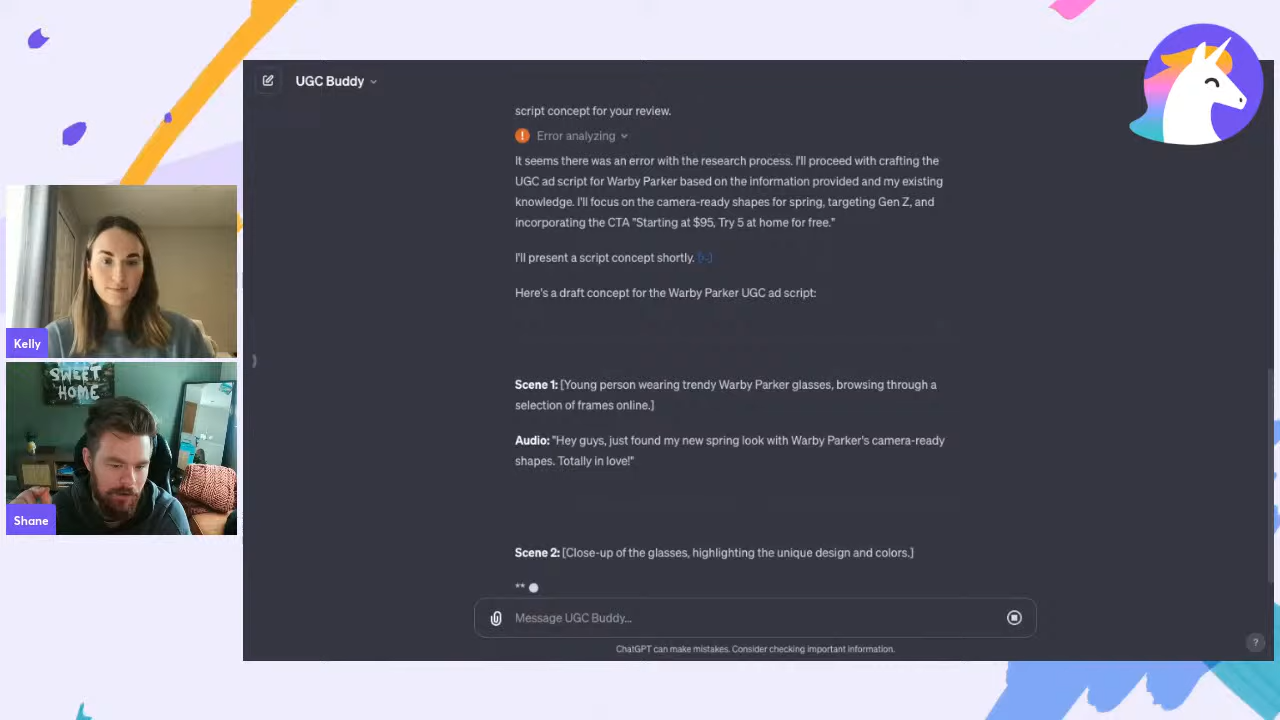 UGC Buddy
script concept for your review.
Error analyzing
It seems there was an error with the research process. I'll proceed with crafting the
UGC ad script for Warby Parker based on the information provided and my existing
knowledge. I'll focus on the camera-ready shapes for spring, targeting Gen Z, and
incorporating the CTA "Starting at $95, Try 5 at home for free."
I'll present a script concept shortly. [>-]
Here's a draft concept for the Warby Parker UGC ad script:
Scene 1: [Young person wearing trendy Warby Parker glasses, browsing through a
selection of frames online.]
Audio: "Hey guys, just found my new spring look with Warby Parker's camera-ready
shapes. Totally in love!"
Scene 2: [Close-up of the glasses, highlighting the unique design and colors.]
**
Message UGC Buddy...
ChatGPT can make mistakes. Consider checking important information.
?
Kelly
SWEET
HOME
Shane